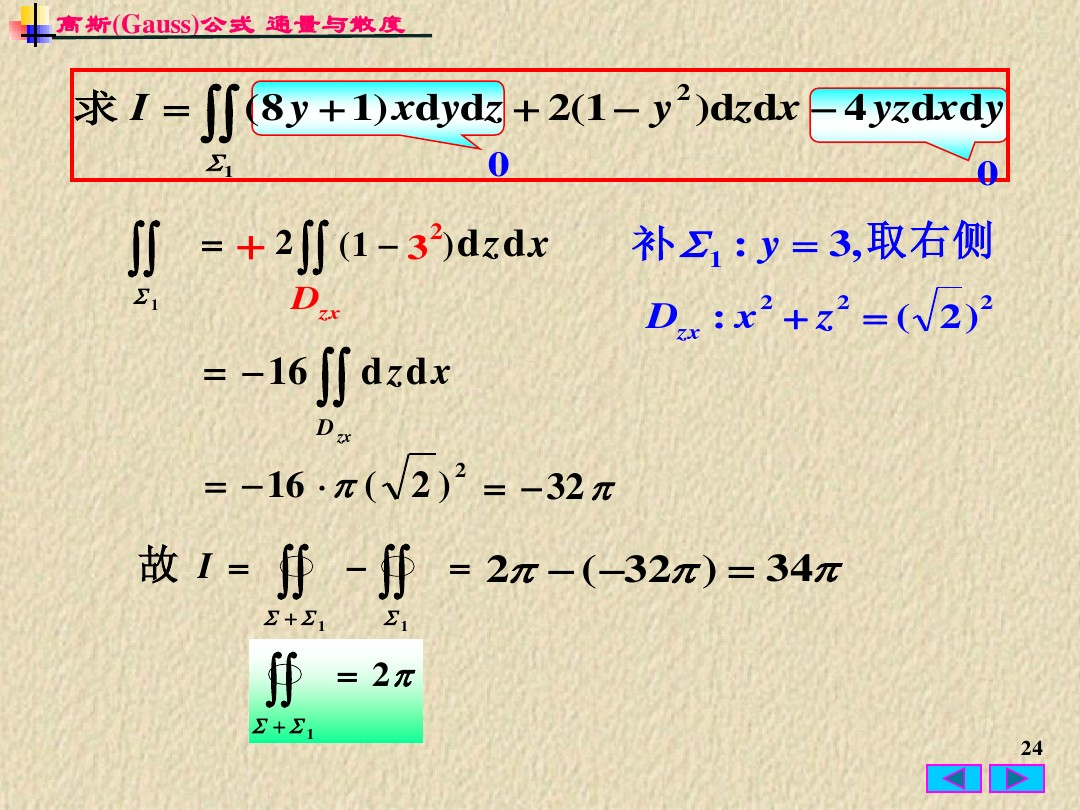 高斯(Gauss)公式 通量与散度
求 I = ∬_{Σ₁} (8y + 1)xdydz + 2(1 − y²)dzdx − 4yzdxdy
0
0
∬_{Σ₁} = + 2∬_{D_{zx}} (1 − 3²)dzdx
补Σ₁ : y = 3,取右侧
D_{zx} : x² + z² = (√2)²
= −16 ∬_{D_{zx}} dzdx
= −16 · π(√2)² = −32π
故 I = ∯_{Σ+Σ₁} − ∯_{Σ₁} = 2π − (−32π) = 34π
∯_{Σ+Σ₁} = 2π
24